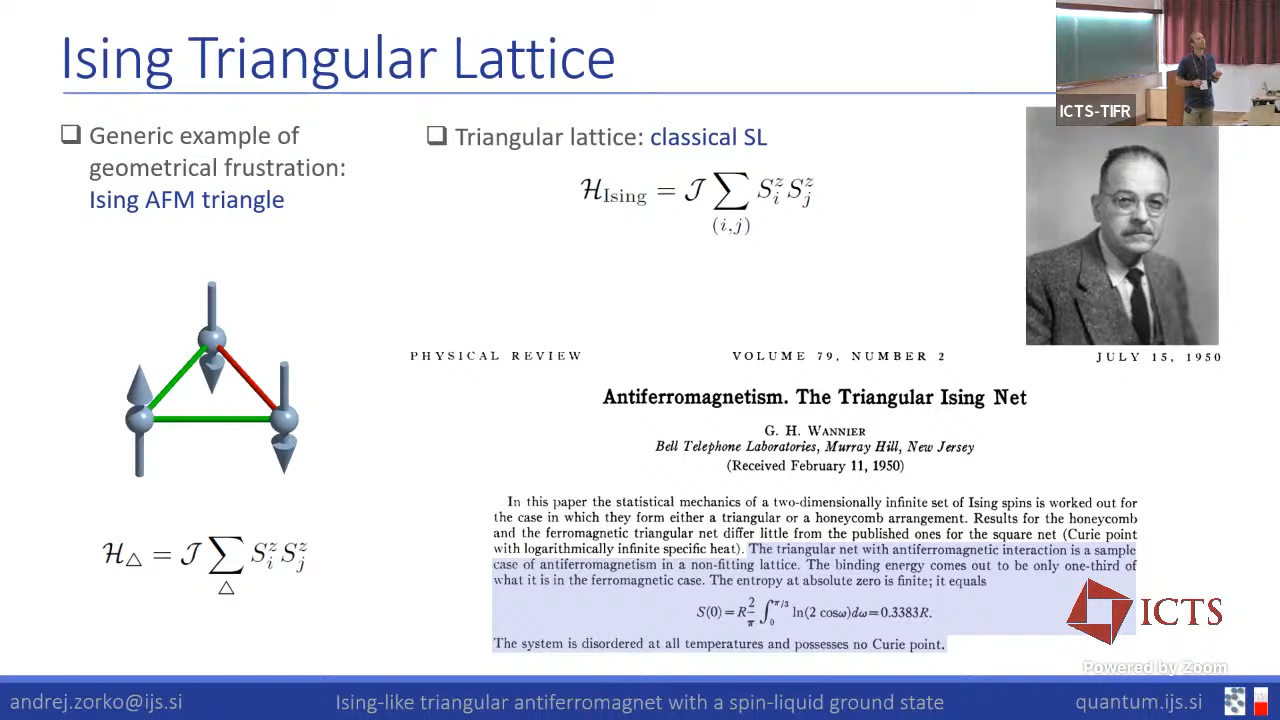 Ising Triangular Lattice
ICTS-TIFR
❑ Generic example of
geometrical frustration:
Ising AFM triangle
❑ Triangular lattice: classical SL
ℋ_Ising = 𝒥 ∑_(i,j) S_i^z S_j^z
ℋ_△ = 𝒥 ∑_△ S_i^z S_j^z
PHYSICAL REVIEW VOLUME 79, NUMBER 2 JULY 15, 1950
Antiferromagnetism. The Triangular Ising Net
G. H. WANNIER
Bell Telephone Laboratories, Murray Hill, New Jersey
(Received February 11, 1950)
In this paper the statistical mechanics of a two-dimensionally infinite set of Ising spins is worked out for
the case in which they form either a triangular or a honeycomb arrangement. Results for the honeycomb
and the ferromagnetic triangular net differ little from the published ones for the square net (Curie point
with logarithmically infinite specific heat). The triangular net with antiferromagnetic interaction is a sample
case of antiferromagnetism in a non-fitting lattice. The binding energy comes out to be only one-third of
what it is in the ferromagnetic case. The entropy at absolute zero is finite; it equals
S(0)=R 2/π ∫_0^{π/3} ln(2 cosω)dω=0.3383R.
The system is disordered at all temperatures and possesses no Curie point.
ICTS
Powered by Zoom
andrej.zorko@ijs.si Ising-like triangular antiferromagnet with a spin-liquid ground state quantum.ijs.si